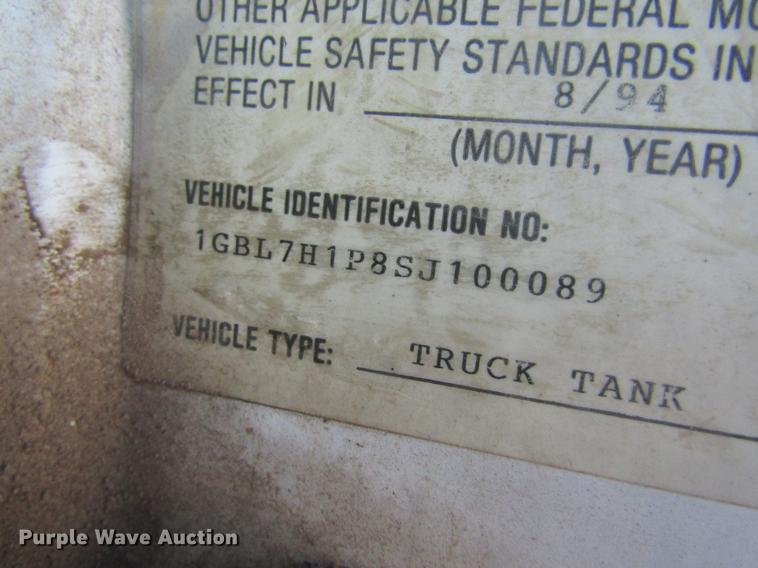 OTHER APPLICABLE FEDERAL
VEHICLE SAFETY STANDARDS IN
EFFECT IN 8/94
(MONTH, YEAR)
VEHICLE IDENTIFICATION NO:
1GBL7H1P8SJ100089
VEHICLE TYPE: TRUCK TANK
Purple Wave Auction